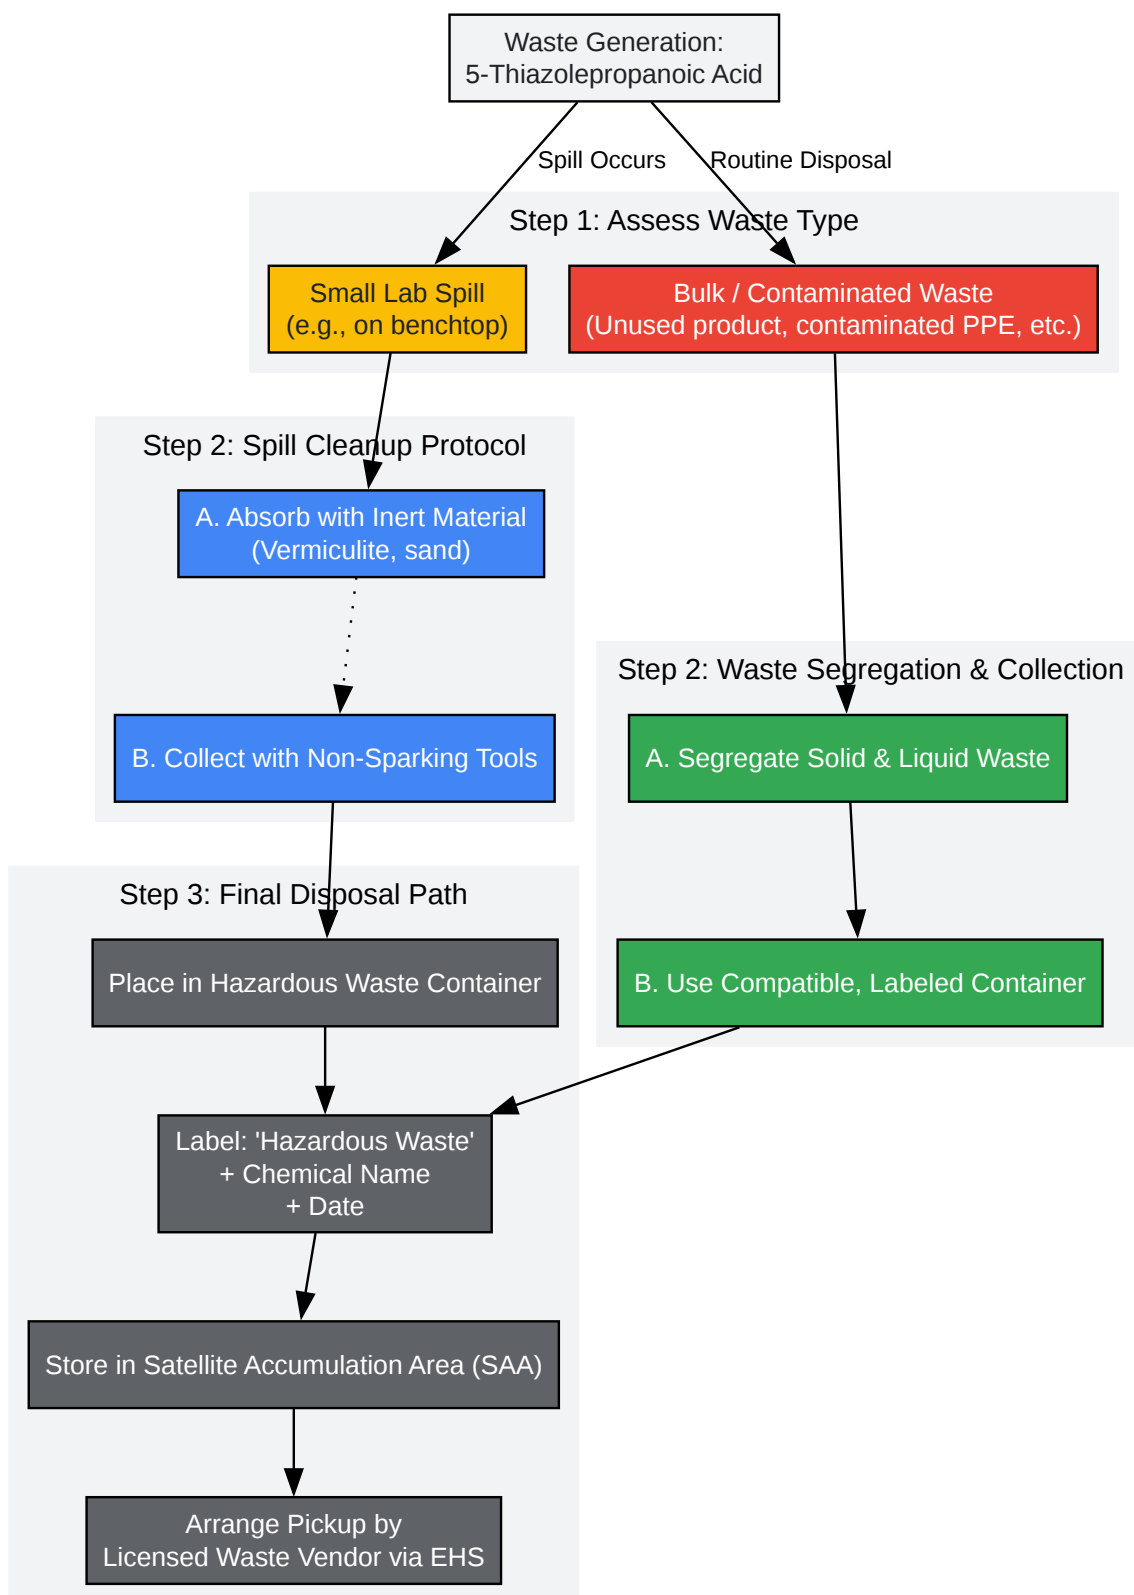 Waste Generation:
5-Thiazolepropanoic Acid
Spill Occurs
Routine Disposal
Step 1: Assess Waste Type
Small Lab Spill
(e.g., on benchtop)
Bulk / Contaminated Waste
(Unused product, contaminated PPE, etc.)
Step 2: Spill Cleanup Protocol
A. Absorb with Inert Material
(Vermiculite, sand)
B. Collect with Non-Sparking Tools
Step 2: Waste Segregation & Collection
A. Segregate Solid & Liquid Waste
B. Use Compatible, Labeled Container
Step 3: Final Disposal Path
Place in Hazardous Waste Container
Label: 'Hazardous Waste'
+ Chemical Name
+ Date
Store in Satellite Accumulation Area (SAA)
Arrange Pickup by
Licensed Waste Vendor via EHS